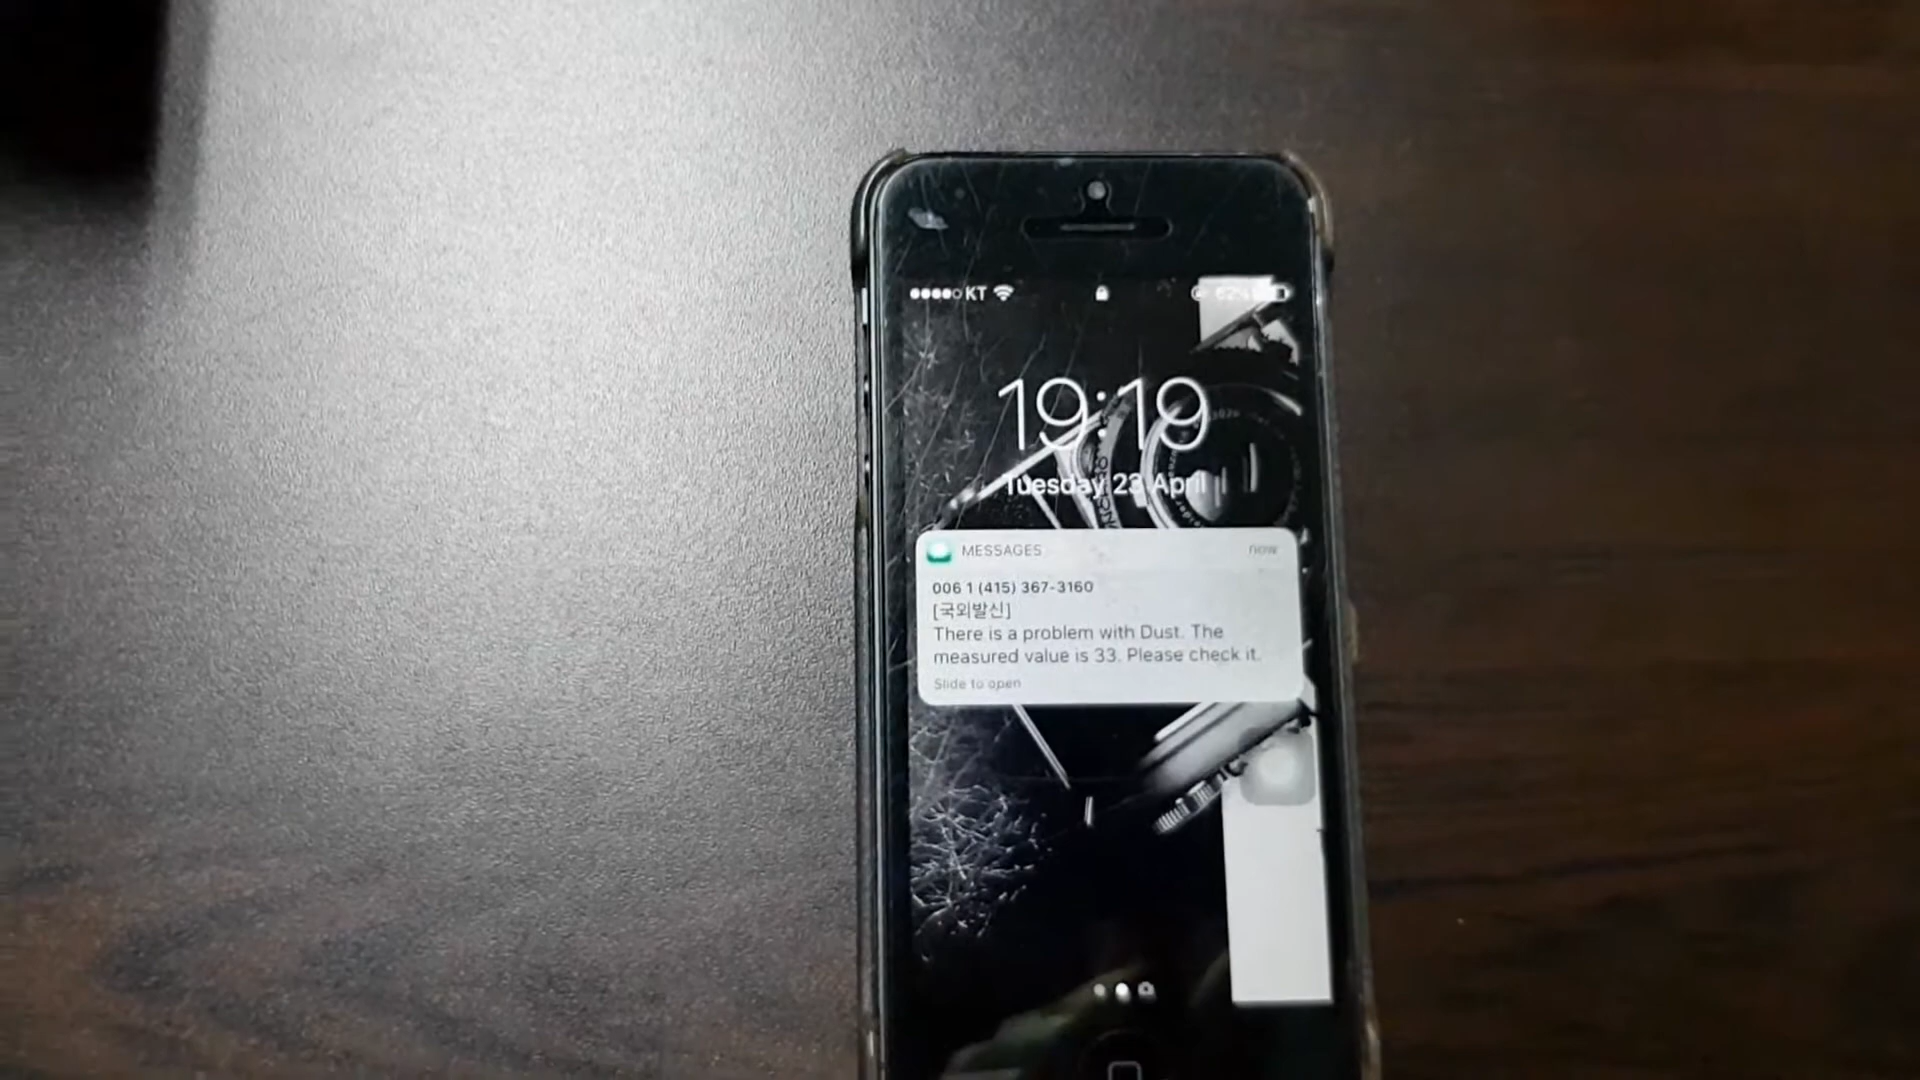 KT
19:19
Tuesday 23 April
MESSAGES
now
006 1 (415) 367-3160
[국외발신]
There is a problem with Dust. The
measured value is 33. Please check it.
Slide to open